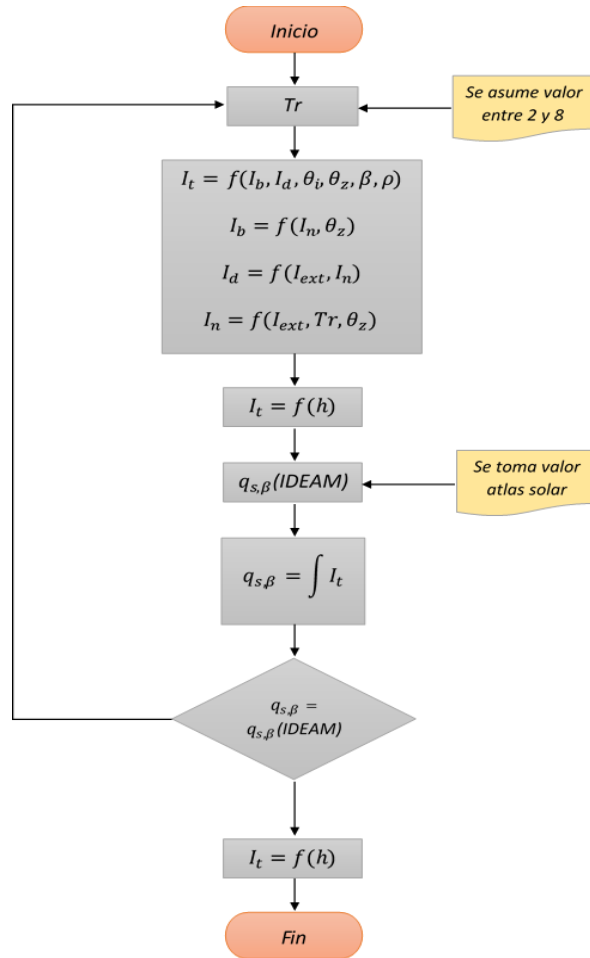 Inicio
Tr
Se asume valor
entre 2 y 8
I_t = f(I_b, I_d, θ_i, θ_z, β, ρ)
I_b = f(I_n, θ_z)
I_d = f(I_ext, I_n)
I_n = f(I_ext, Tr, θ_z)
I_t = f(h)
q_s,β(IDEAM)
Se toma valor
atlas solar
q_s,β = ∫ I_t
q_s,β =
q_s,β(IDEAM)
I_t = f(h)
Fin